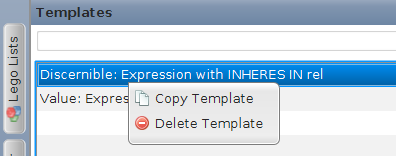 Templates
Lego Lists
Discernible: Expression with INHERES IN rel
Value: Expres
Copy Template
Delete Template